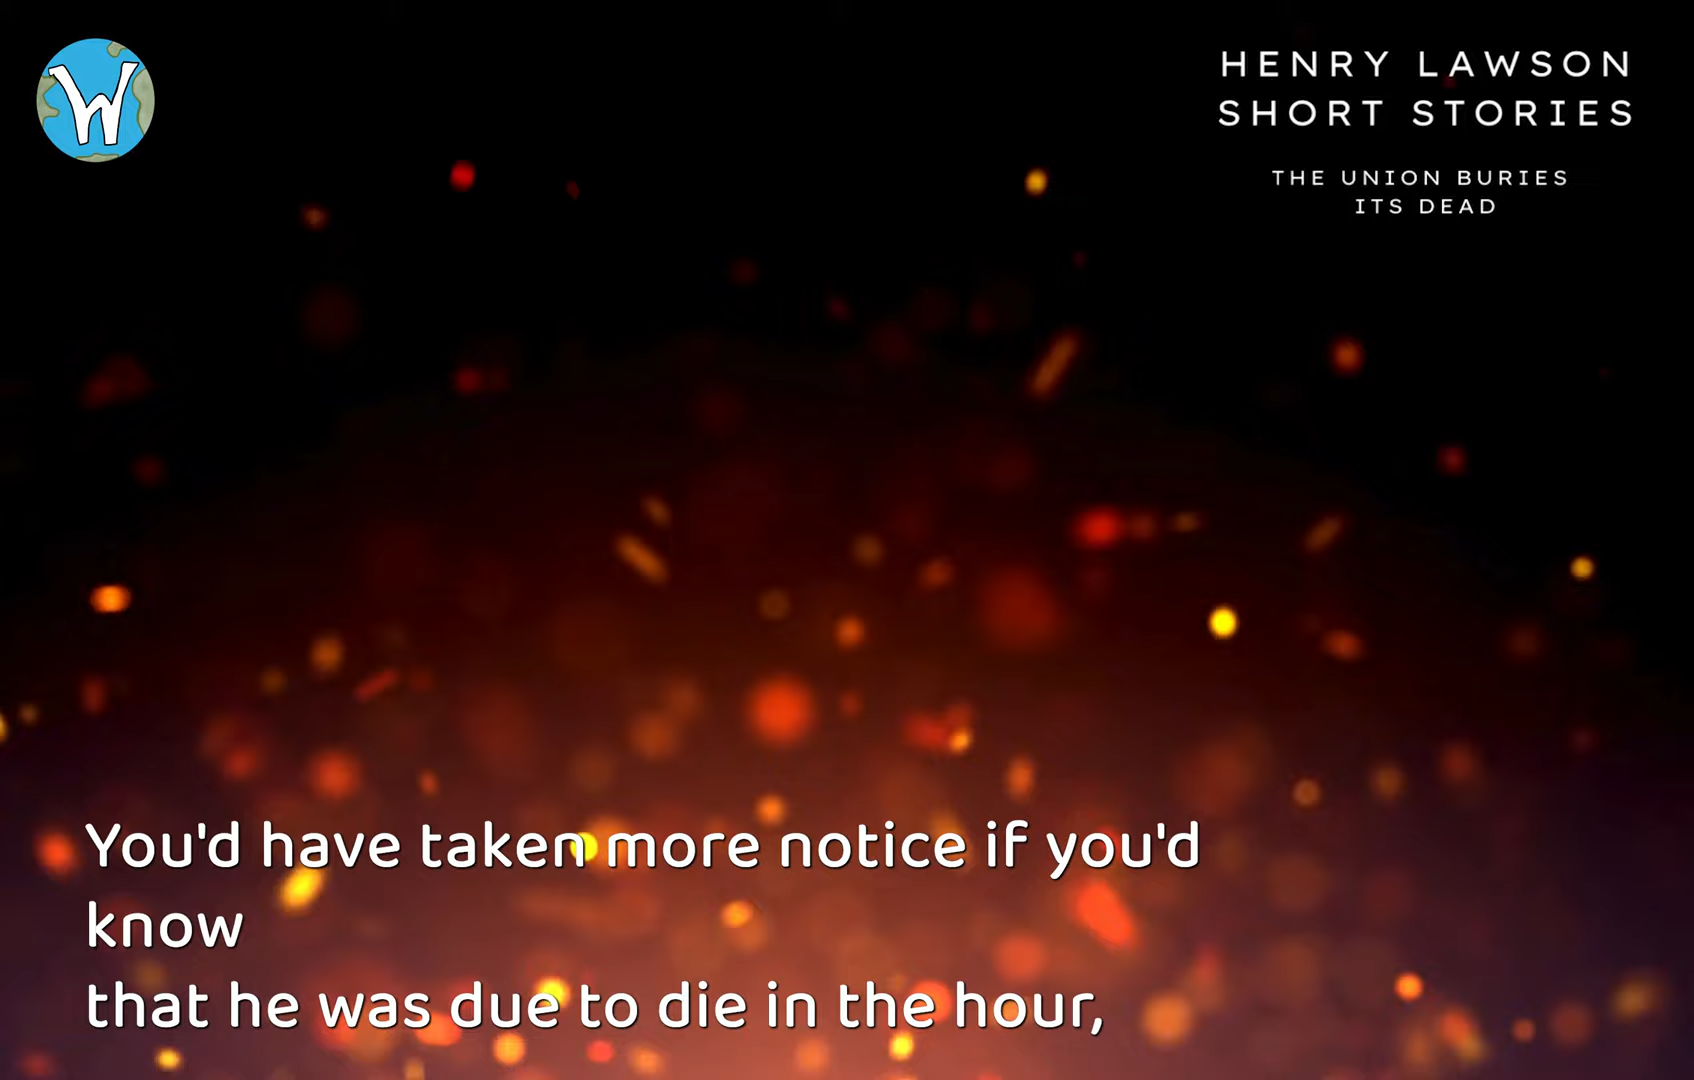 W
HENRY LAWSON
SHORT STORIES
THE UNION BURIES
ITS DEAD
You'd have taken more notice if you'd
know
that he was due to die in the hour,